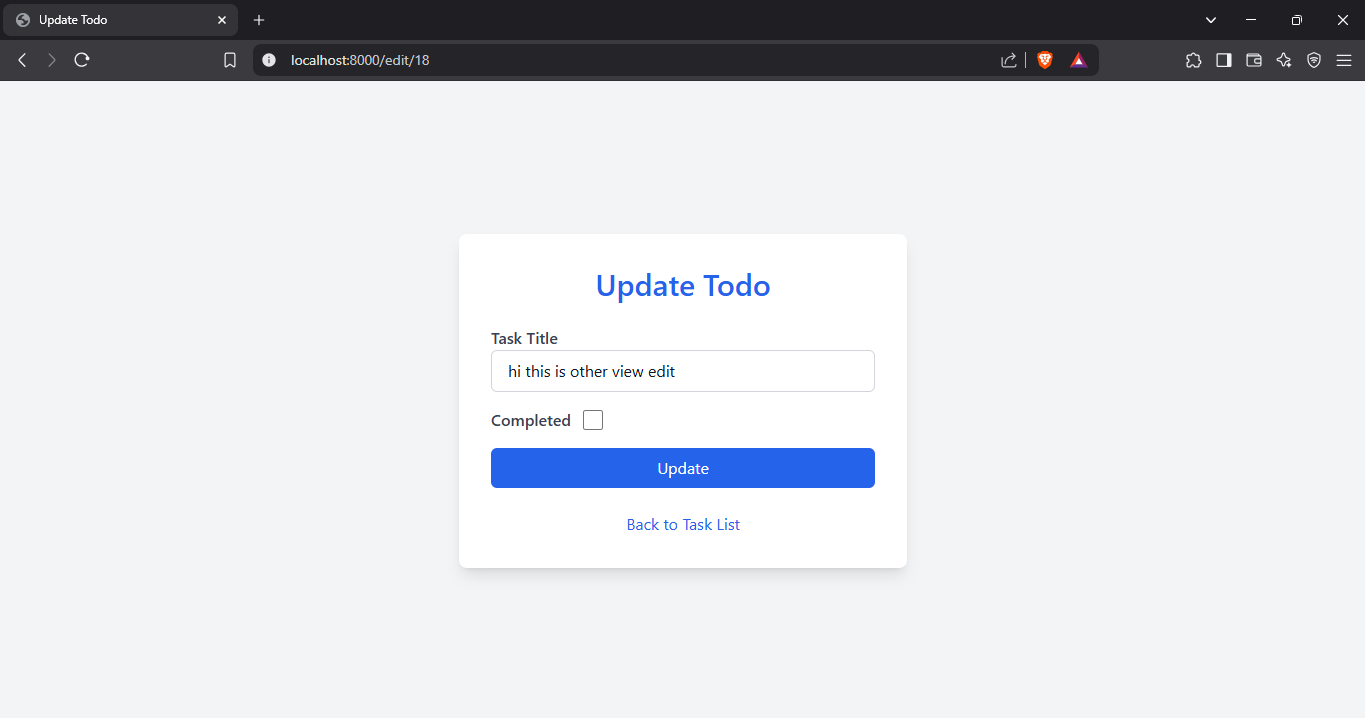 Update Todo
localhost:8000/edit/18
Update Todo
Task Title
hi this is other view edit
Completed
Update
Back to Task List